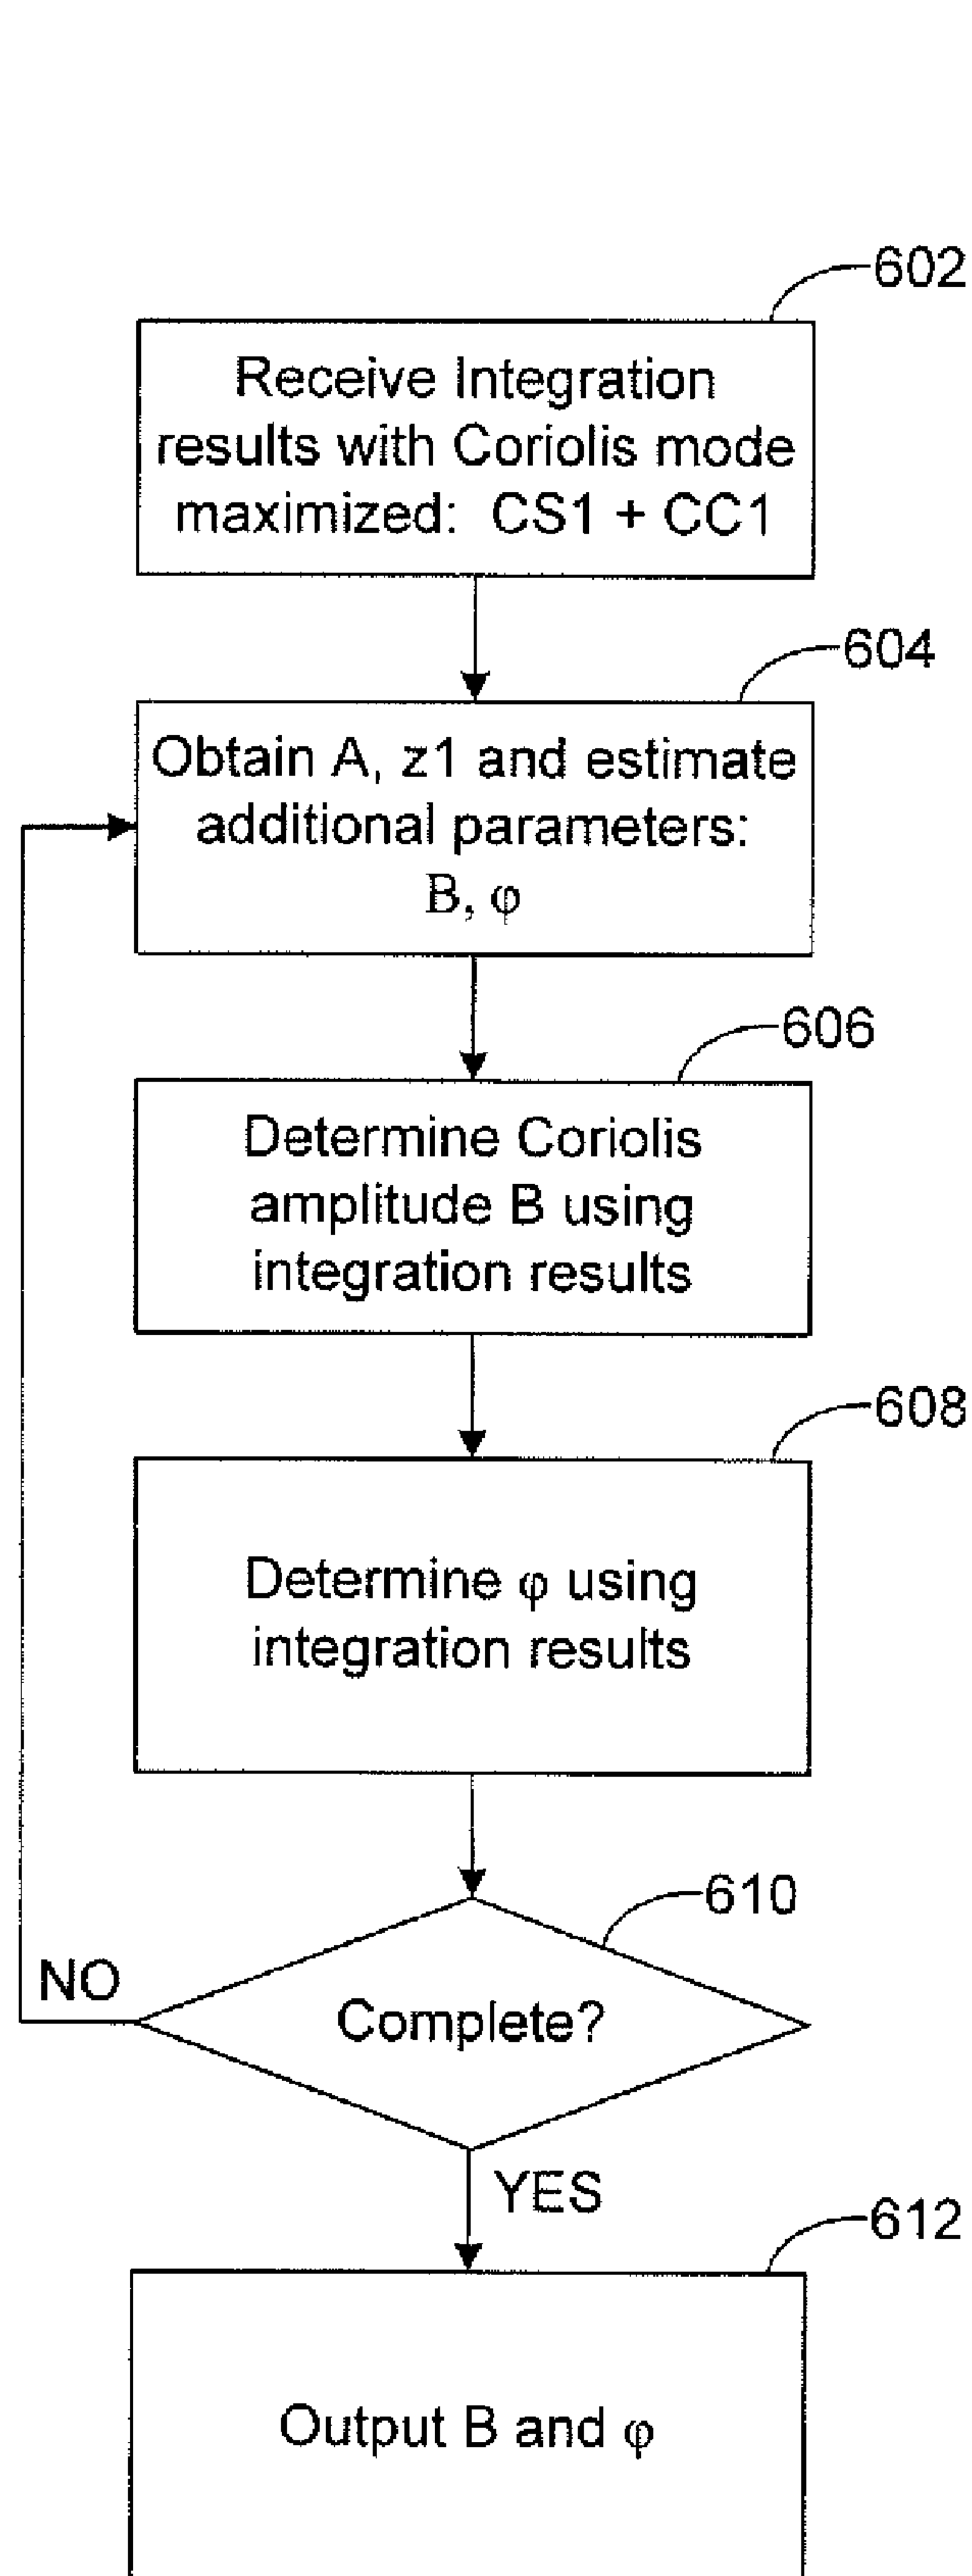 602
Receive Integration
results with Coriolis mode
maximized: CS1 + CC1
604
Obtain A, z1 and estimate
additional parameters:
B, φ
606
Determine Coriolis
amplitude B using
integration results
608
Determine φ using
integration results
610
NO
Complete?
YES
612
Output B and φ